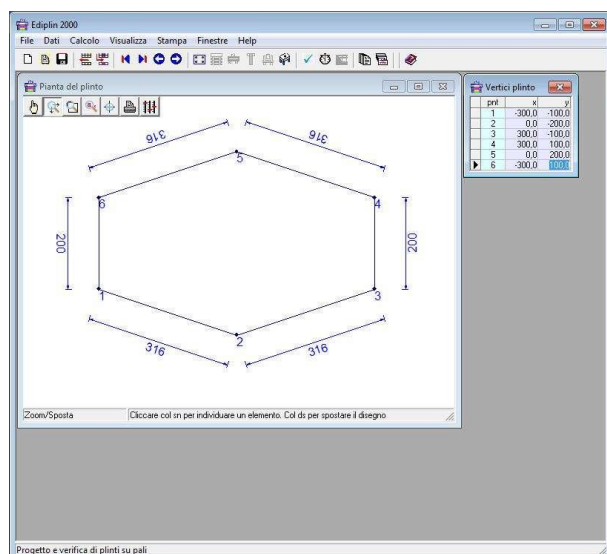 Ediplin 2000
File Dati Calcolo Visualizza Stampa Finestre Help
Pianta del plinto
316
316
5
6
4
200
200
1
3
2
316
316
Zoom/Sposta
Cliccare col sn per individuare un elemento. Col ds per spostare il disegno
Vertici plinto
pnt x y
1 -300,0 -100,0
2 0,0 -200,0
3 300,0 -100,0
4 300,0 100,0
5 0,0 200,0
6 -300,0 100,0
Progetto e verifica di plinti su pali